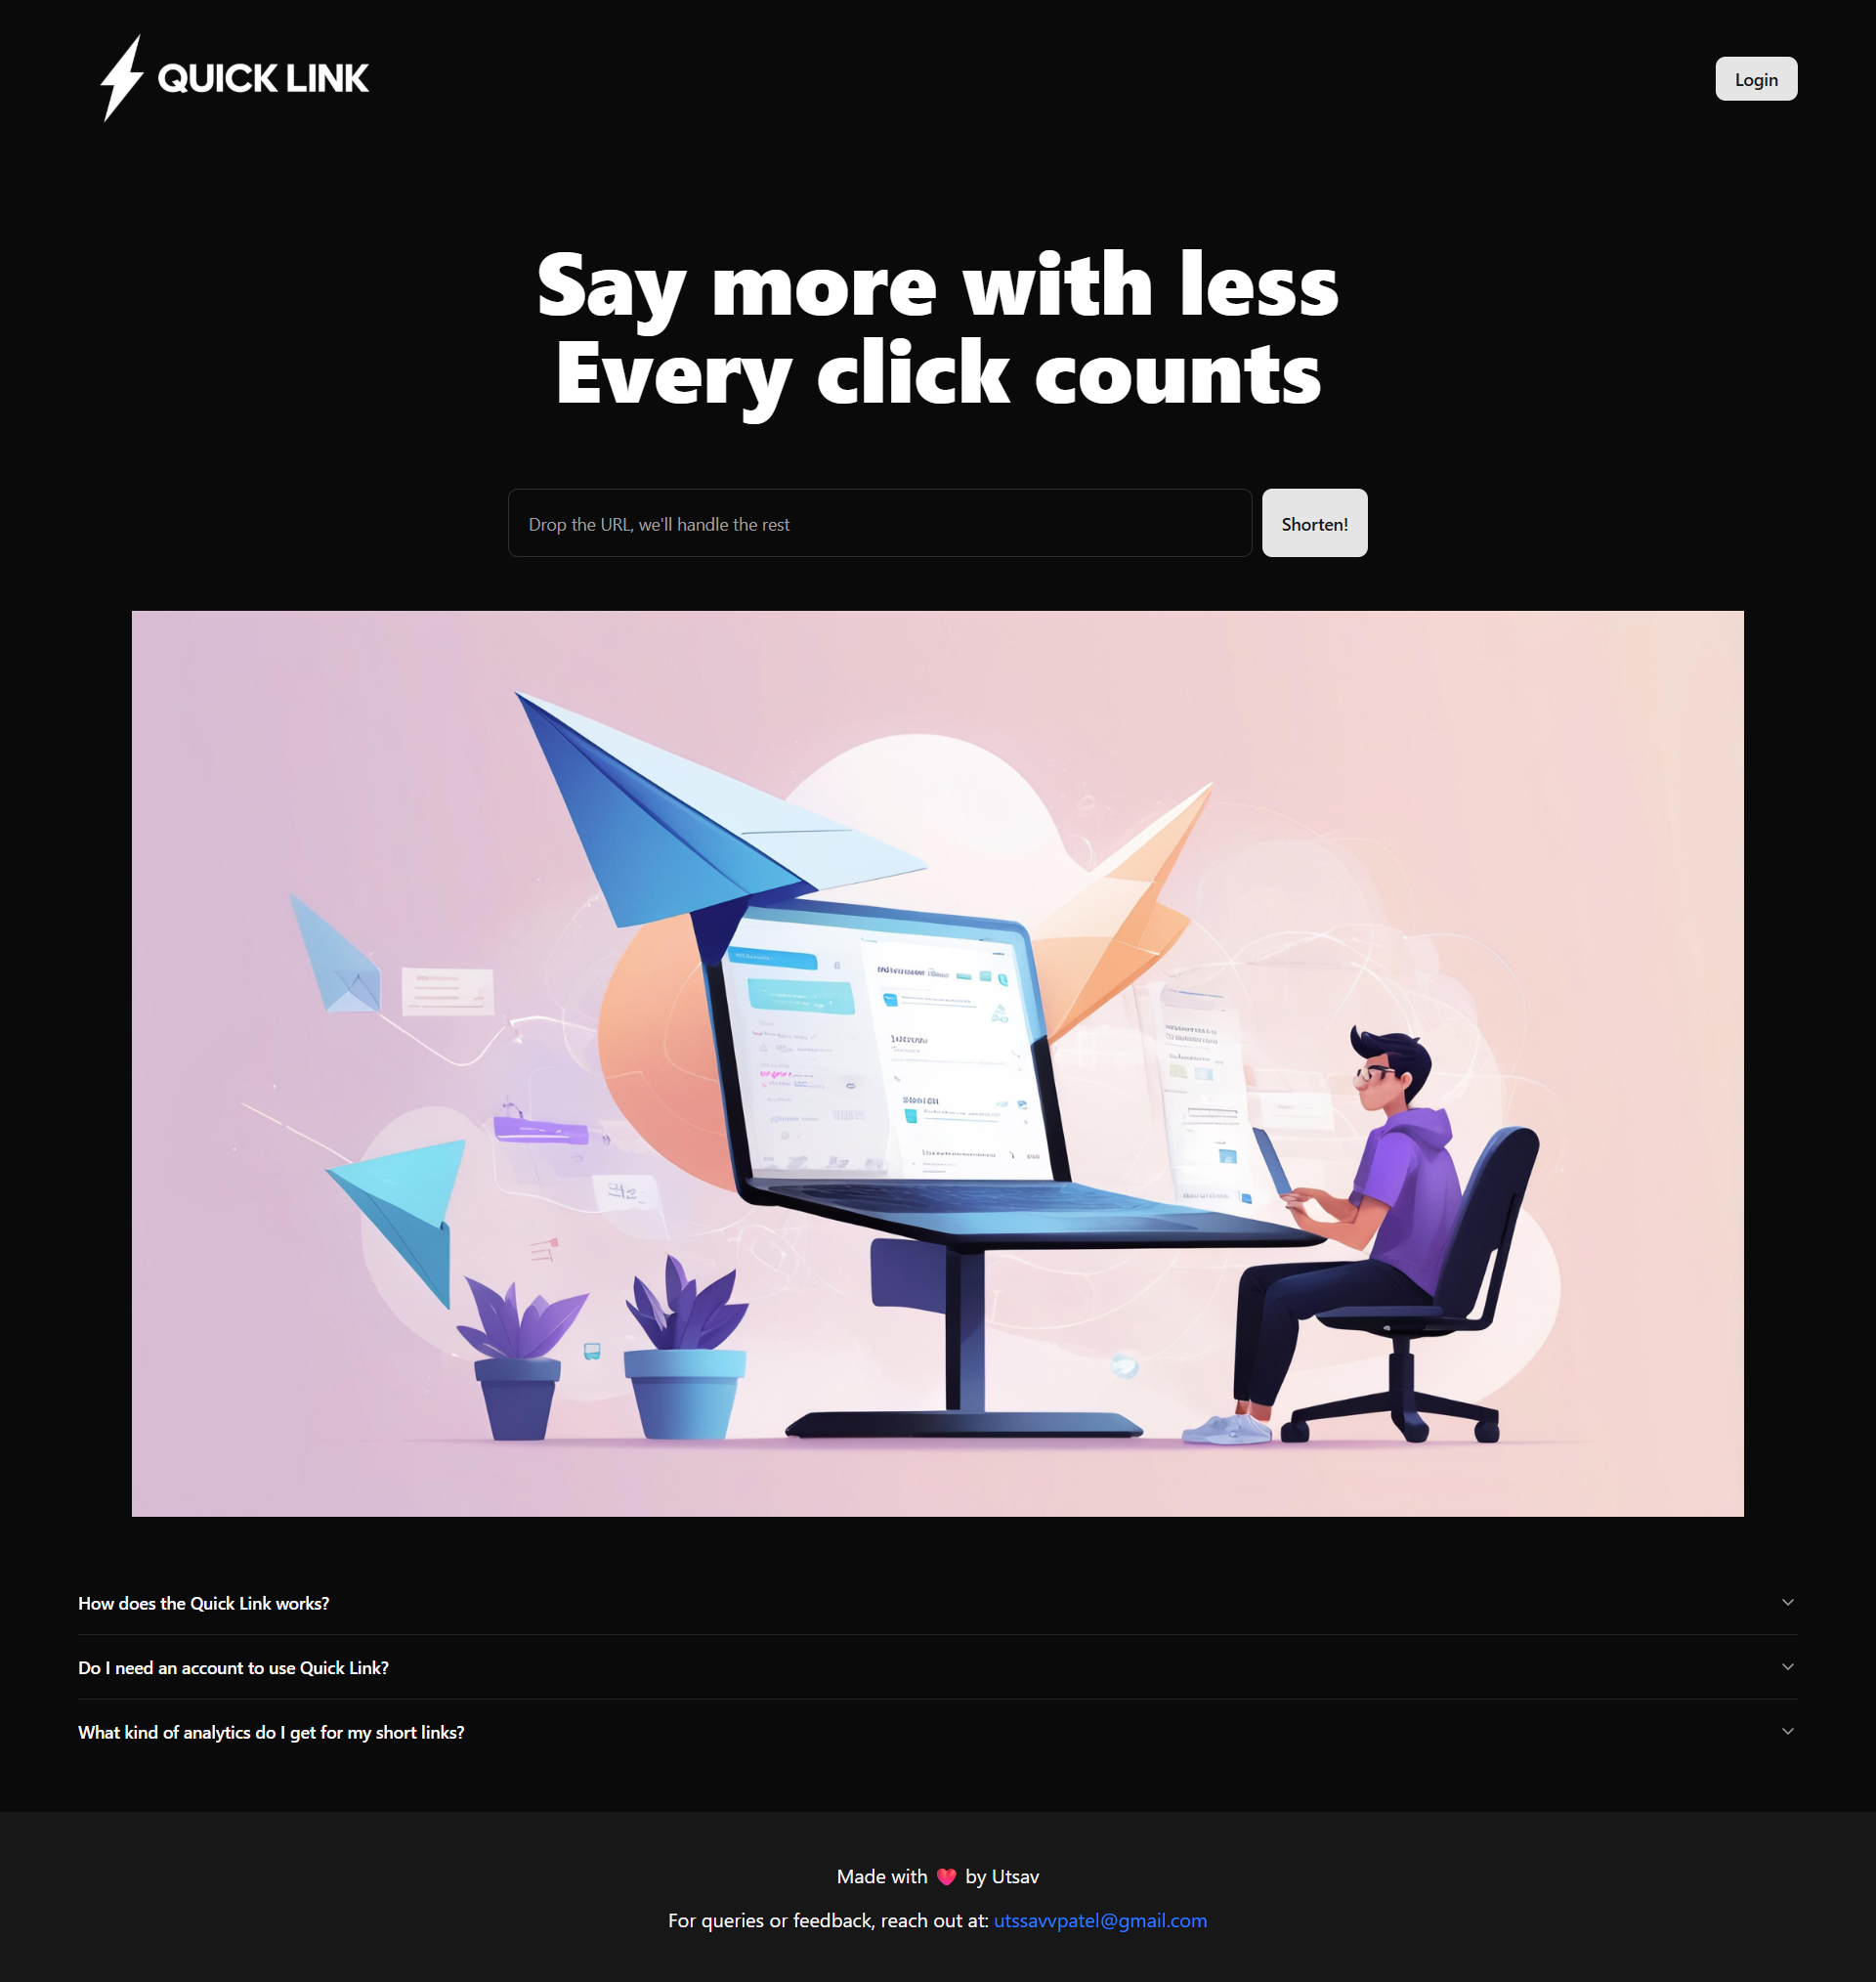 QUICK LINK
Login
Say more with less
Every click counts
Drop the URL, we'll handle the rest
Shorten!
How does the Quick Link works?
Do I need an account to use Quick Link?
What kind of analytics do I get for my short links?
Made with ❤️ by Utsav
For queries or feedback, reach out at: utssavvpatel@gmail.com